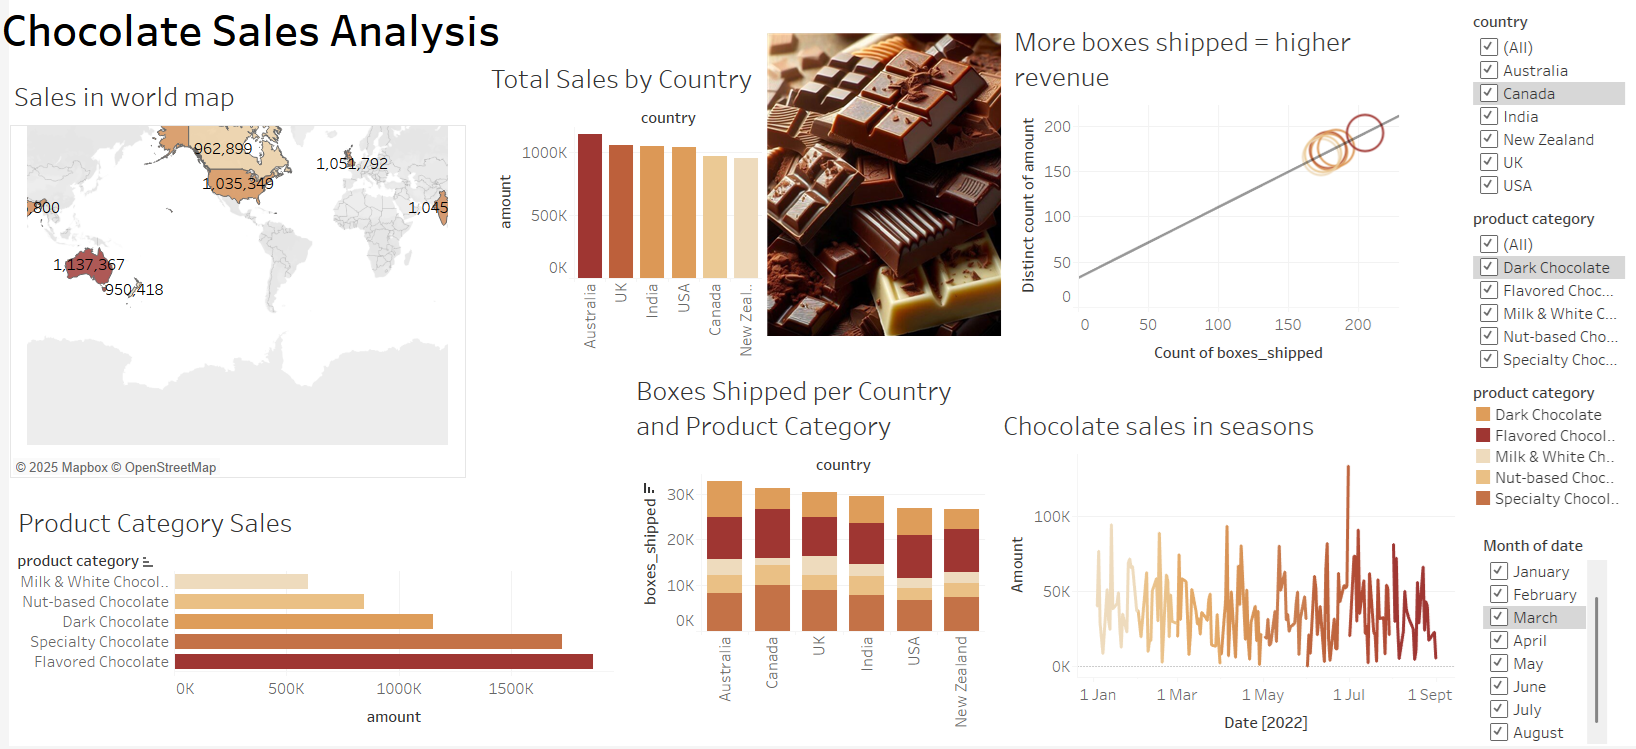 Chocolate Sales Analysis
Sales in world map
962,899
1,051,792
1,035,349
,800
1,045
1,137,367
950,418
© 2025 Mapbox © OpenStreetMap
Total Sales by Country
country
1000K
500K
0K
amount
Australia
UK
India
USA
Canada
New Zeal..
More boxes shipped = higher
revenue
200
150
100
50
0
Distinct count of amount
0
50
100
150
200
Count of boxes_shipped
country
(All)
Australia
Canada
India
New Zealand
UK
USA
product category
(All)
Dark Chocolate
Flavored Choc...
Milk & White C...
Nut-based Cho...
Specialty Choc...
product category
Dark Chocolate
Flavored Chocol..
Milk & White Ch..
Nut-based Choc..
Specialty Chocol..
Month of date
January
February
March
April
May
June
July
August
Product Category Sales
product category
Milk & White Chocol..
Nut-based Chocolate
Dark Chocolate
Specialty Chocolate
Flavored Chocolate
0K
500K
1000K
1500K
amount
Boxes Shipped per Country
and Product Category
country
30K
20K
10K
0K
boxes_shipped
Australia
Canada
UK
India
USA
New Zealand
Chocolate sales in seasons
100K
50K
0K
Amount
1 Jan
1 Mar
1 May
1 Jul
1 Sept
Date [2022]